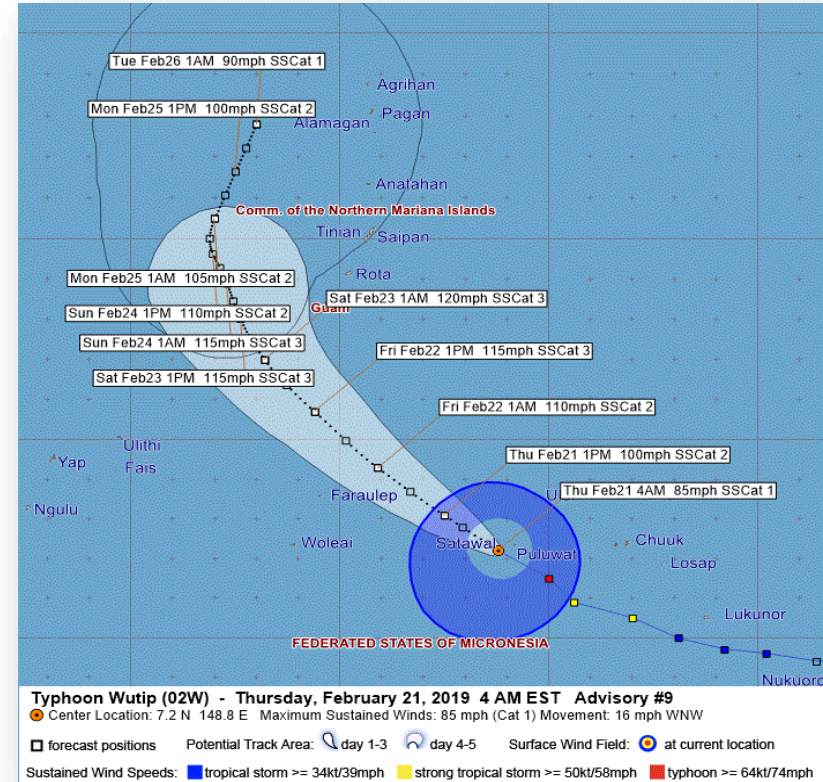 Tue Feb26 1AM 90mph SSCat 1
Agrihan
Mon Feb25 1PM 100mph SSCat 2
Pagan
Alamagan
Anatahan
Comm. of the Northern Mariana Islands
Tinian
Saipan
Rota
Mon Feb25 1AM 105mph SSCat 2
Sat Feb23 1AM 120mph SSCat 3
Guam
Sun Feb24 1PM 110mph SSCat 2
Sun Feb24 1AM 115mph SSCat 3
Fri Feb22 1PM 115mph SSCat 3
Sat Feb23 1PM 115mph SSCat 3
Fri Feb22 1AM 110mph SSCat 2
Ulithi
Yap
Fais
Thu Feb21 1PM 100mph SSCat 2
Thu Feb21 4AM 85mph SSCat 1
Faraulep
Ngulu
Woleai
Satawal
Puluwat
Chuuk
Losap
Lukunor
FEDERATED STATES OF MICRONESIA
Nukuoro
Typhoon Wutip (02W) - Thursday, February 21, 2019 4 AM EST Advisory #9
Center Location: 7.2 N 148.8 E Maximum Sustained Winds: 85 mph (Cat 1) Movement: 16 mph WNW
forecast positions Potential Track Area: day 1-3 day 4-5 Surface Wind Field: at current location
Sustained Wind Speeds: tropical storm >= 34kt/39mph strong tropical storm >= 50kt/58mph typhoon >= 64kt/74mph